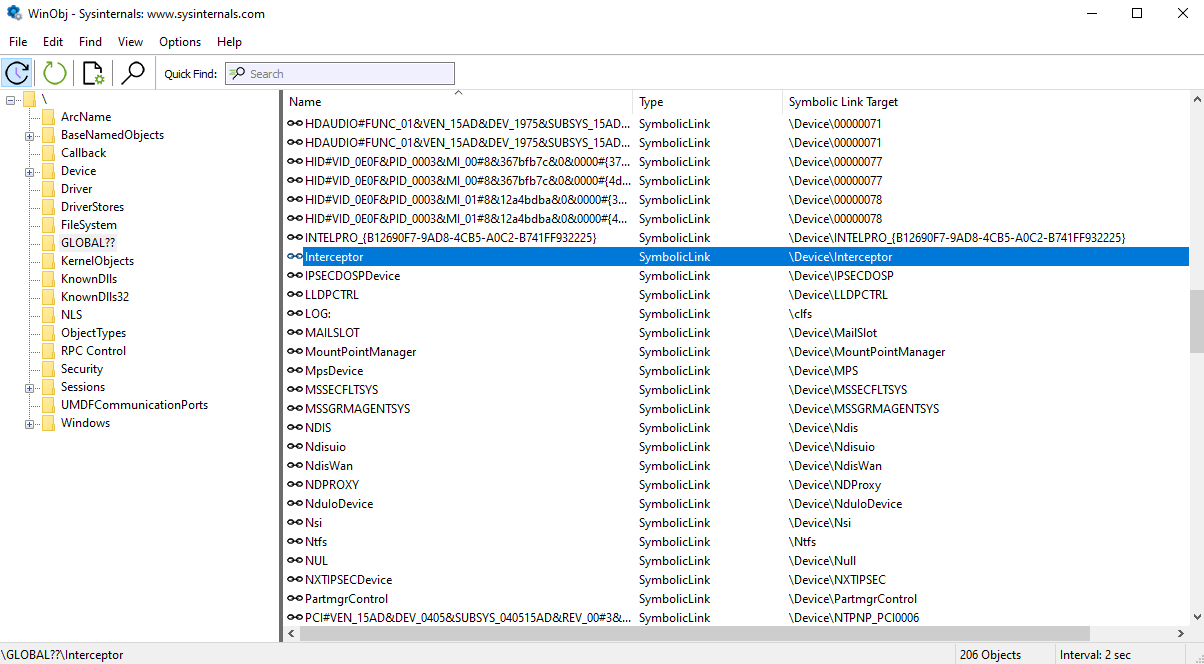 WinObj - Sysinternals: www.sysinternals.com
File Edit Find View Options Help
Quick Find: Search
\
ArcName
BaseNamedObjects
Callback
Device
Driver
DriverStores
FileSystem
GLOBAL??
KernelObjects
KnownDlls
KnownDlls32
NLS
ObjectTypes
RPC Control
Security
Sessions
UMDFCommunicationPorts
Windows
Name Type Symbolic Link Target
HDAUDIO#FUNC_01&VEN_15AD&DEV_1975&SUBSYS_15AD... SymbolicLink \Device\00000071
HDAUDIO#FUNC_01&VEN_15AD&DEV_1975&SUBSYS_15AD... SymbolicLink \Device\00000071
HID#VID_0E0F&PID_0003&MI_00#8&367bfb7c&0&0000#{37... SymbolicLink \Device\00000077
HID#VID_0E0F&PID_0003&MI_00#8&367bfb7c&0&0000#{4d... SymbolicLink \Device\00000077
HID#VID_0E0F&PID_0003&MI_01#8&12a4bdba&0&0000#{3... SymbolicLink \Device\00000078
HID#VID_0E0F&PID_0003&MI_01#8&12a4bdba&0&0000#{4... SymbolicLink \Device\00000078
INTELPRO_{B12690F7-9AD8-4CB5-A0C2-B741FF932225} SymbolicLink \Device\INTELPRO_{B12690F7-9AD8-4CB5-A0C2-B741FF932225}
Interceptor SymbolicLink \Device\Interceptor
IPSECDOSPDevice SymbolicLink \Device\IPSECDOSP
LLDPCTRL SymbolicLink \Device\LLDPCTRL
LOG: SymbolicLink \clfs
MAILSLOT SymbolicLink \Device\MailSlot
MountPointManager SymbolicLink \Device\MountPointManager
MpsDevice SymbolicLink \Device\MPS
MSSECFLTSYS SymbolicLink \Device\MSSECFLTSYS
MSSGRMAGENTSYS SymbolicLink \Device\MSSGRMAGENTSYS
NDIS SymbolicLink \Device\Ndis
Ndisuio SymbolicLink \Device\Ndisuio
NdisWan SymbolicLink \Device\NdisWan
NDPROXY SymbolicLink \Device\NDProxy
NduIoDevice SymbolicLink \Device\NduIoDevice
Nsi SymbolicLink \Device\Nsi
Ntfs SymbolicLink \Ntfs
NUL SymbolicLink \Device\Null
NXTIPSECDevice SymbolicLink \Device\NXTIPSEC
PartmgrControl SymbolicLink \Device\PartmgrControl
PCI#VEN_15AD&DEV_0405&SUBSYS_040515AD&REV_00#3&... SymbolicLink \Device\NTPNP_PCI0006
\GLOBAL??\Interceptor 206 Objects Interval: 2 sec